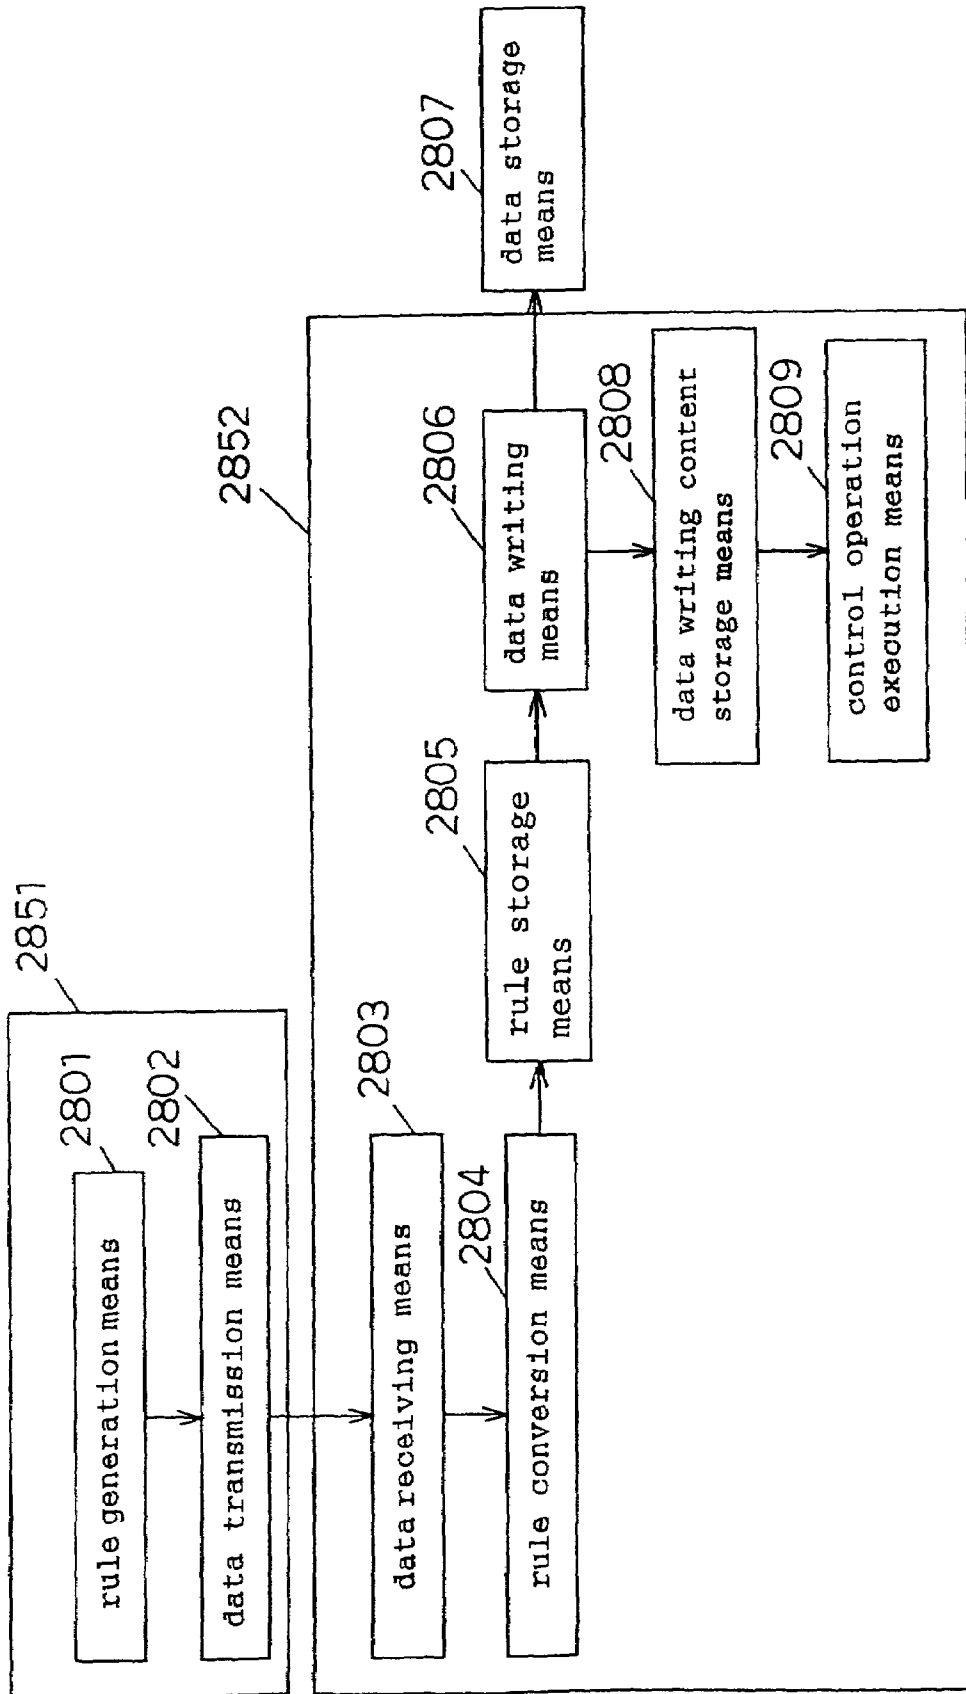 2851
2801
rule generation means
2802
data transmission means
2852
2803
data receiving means
2804
rule conversion means
2805
rule storage
means
2806
data writing
means
2807
data storage
means
2808
data writing content
storage means
2809
control operation
execution means